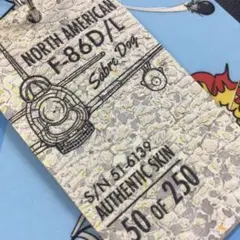 NORTH AMERICAN
F-86D/L
Sabre Dog
S/N 51-6139
AUTHENTIC SKIN
50 OF 250